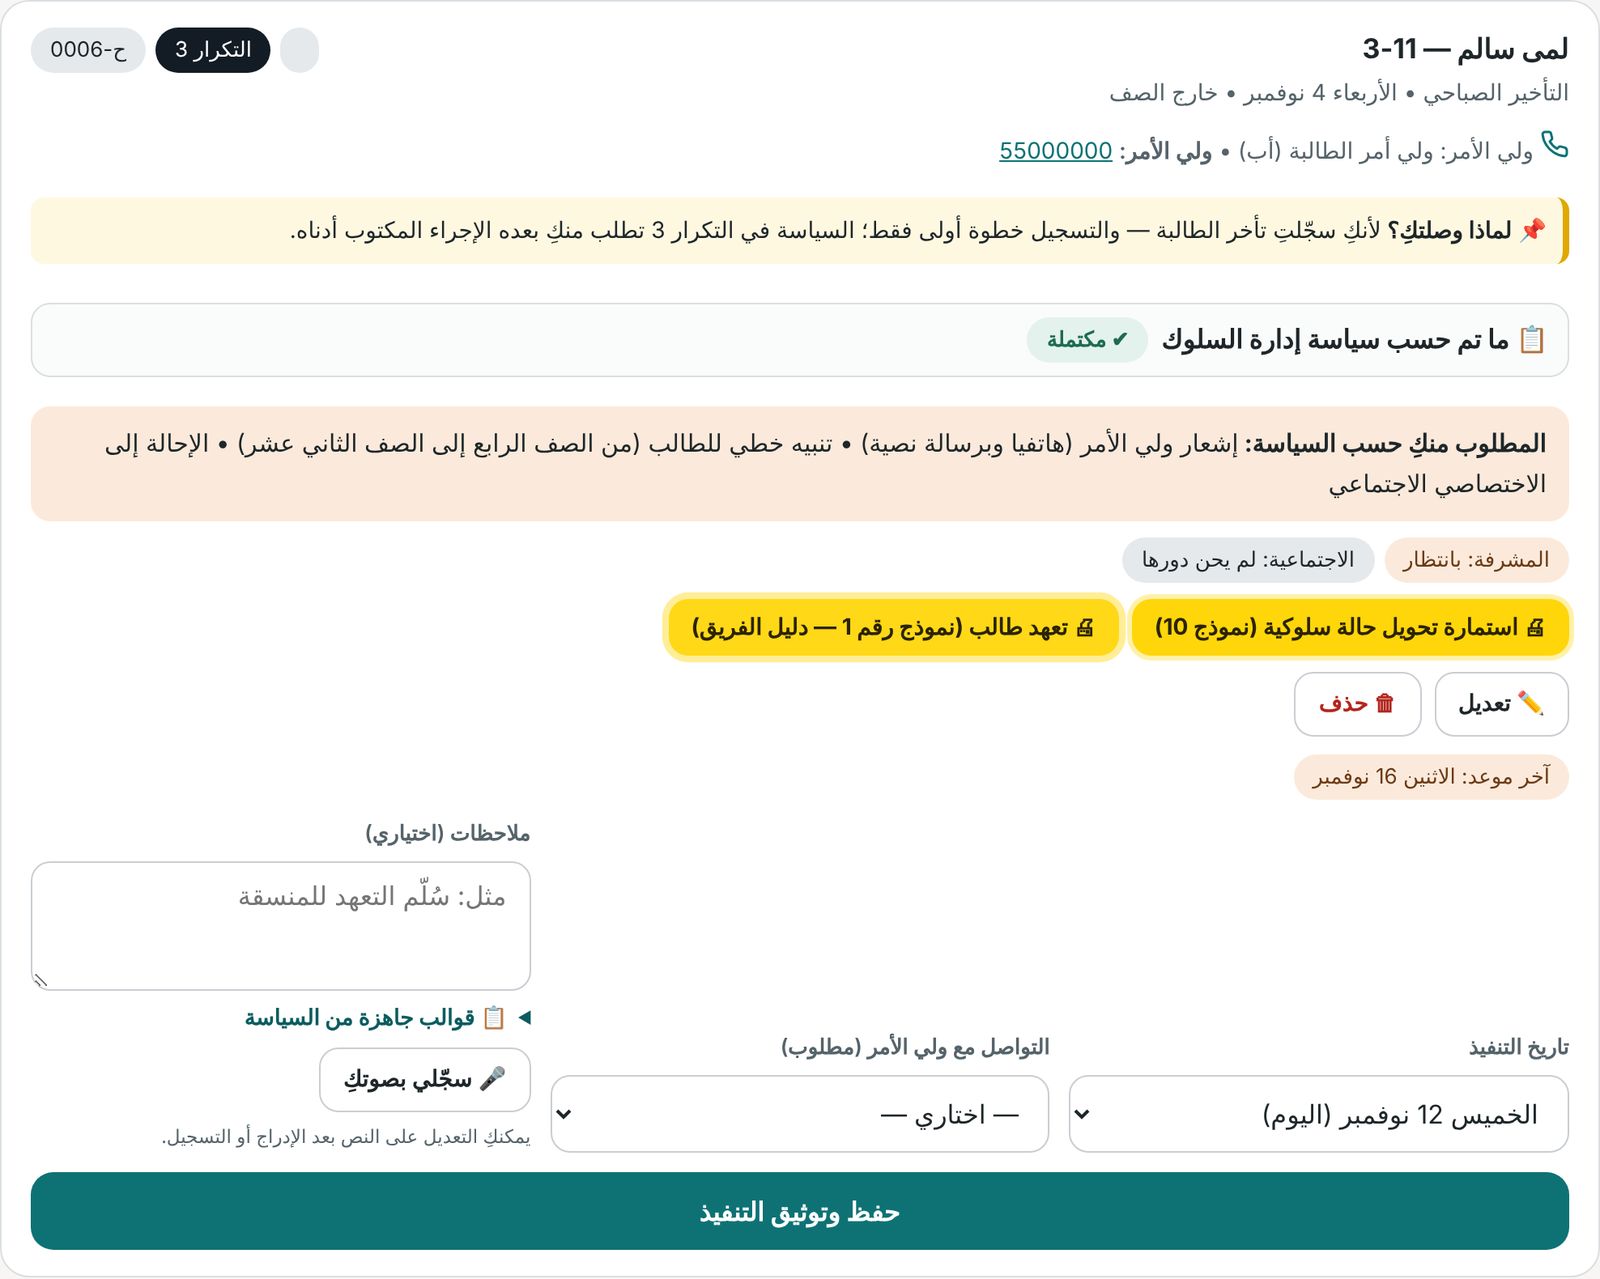 لمى سالم — 11-3
التكرار 3
ح-0006
التأخير الصباحي • الأربعاء 4 نوفمبر • خارج الصف
ولي الأمر: ولي أمر الطالبة (أب) • ولي الأمر: 55000000
📌 لماذا وصلتكِ؟ لأنكِ سجّلتِ تأخر الطالبة — والتسجيل خطوة أولى فقط؛ السياسة في التكرار 3 تطلب منكِ بعده الإجراء المكتوب أدناه.
📋 ما تم حسب سياسة إدارة السلوك ✔ مكتملة
المطلوب منكِ حسب السياسة: إشعار ولي الأمر (هاتفيا وبرسالة نصية) • تنبيه خطي للطالب (من الصف الرابع إلى الصف الثاني عشر) • الإحالة إلى
الاختصاصي الاجتماعي
المشرفة: بانتظار
الاجتماعية: لم يحن دورها
🖨 استمارة تحويل حالة سلوكية (نموذج 10)
🖨 تعهد طالب (نموذج رقم 1 — دليل الفريق)
✏️ تعديل
🗑 حذف
آخر موعد: الاثنين 16 نوفمبر
تاريخ التنفيذ
الخميس 12 نوفمبر (اليوم)
التواصل مع ولي الأمر (مطلوب)
— اختاري —
ملاحظات (اختياري)
مثل: سُلّم التعهد للمنسقة
◀ 📋 قوالب جاهزة من السياسة
🎤 سجّلي بصوتكِ
يمكنكِ التعديل على النص بعد الإدراج أو التسجيل.
حفظ وتوثيق التنفيذ